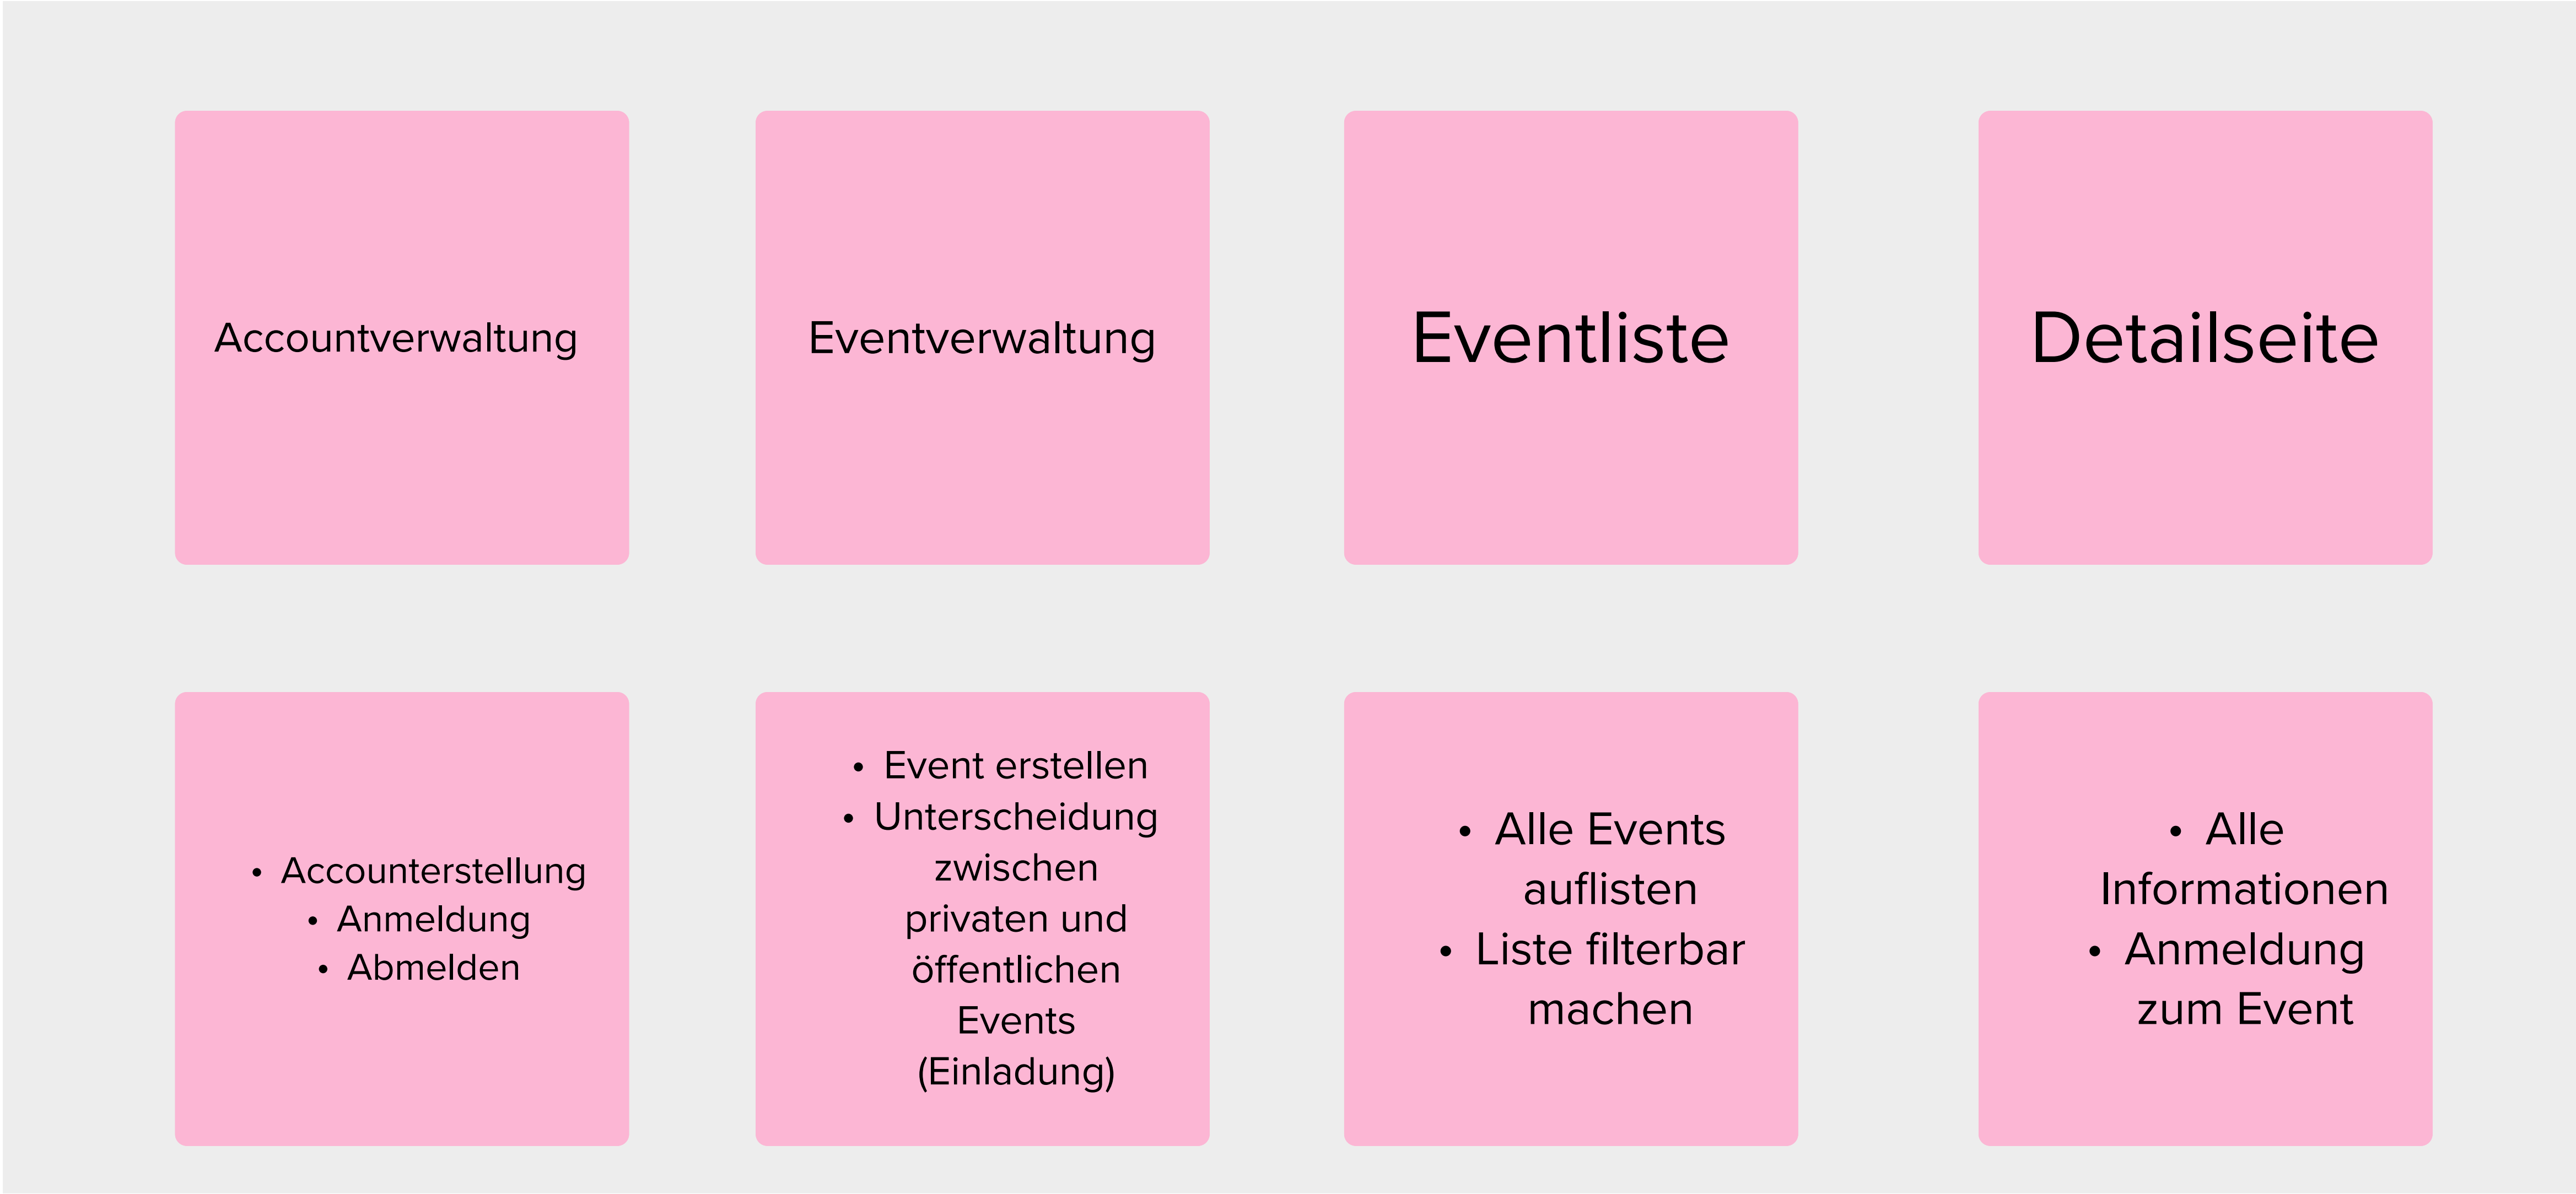 Accountverwaltung
Eventverwaltung
Eventliste
Detailseite
• Accounterstellung
• Anmeldung
• Abmelden
• Event erstellen
• Unterscheidung
zwischen
privaten und
öffentlichen
Events
(Einladung)
• Alle Events
auflisten
• Liste filterbar
machen
• Alle
Informationen
• Anmeldung
zum Event